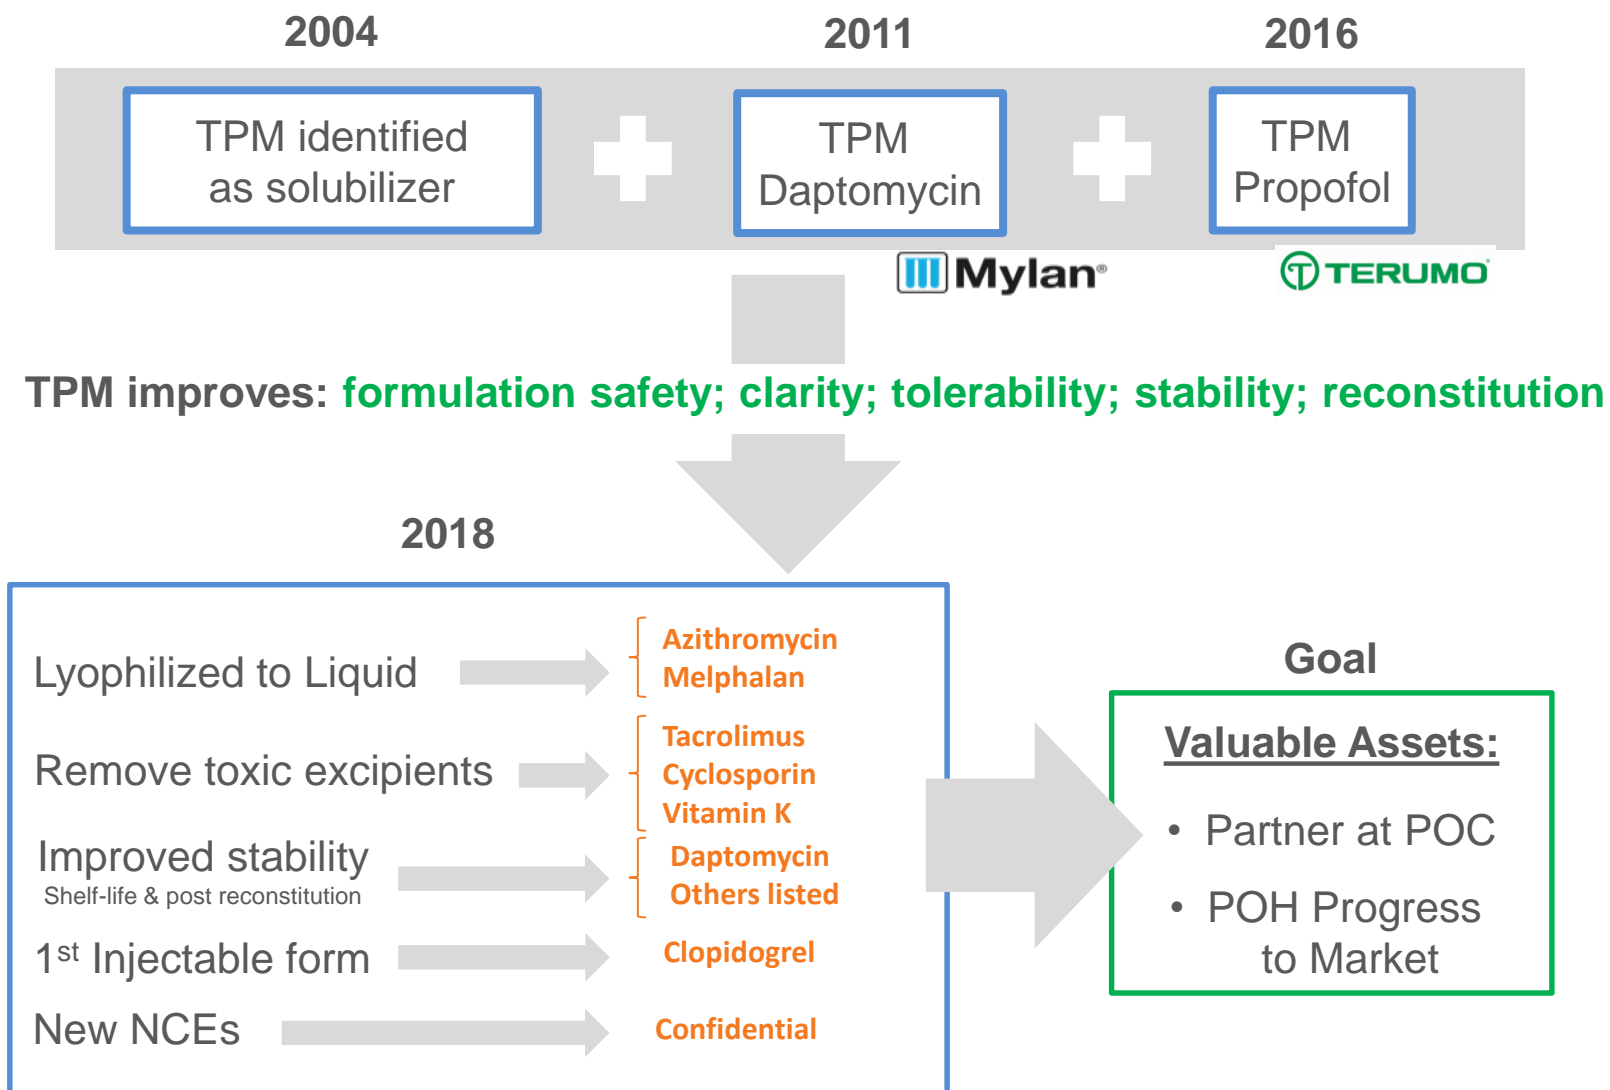 2004
2011
2016
TPM identified
as solubilizer
TPM
Daptomycin
TPM
Propofol
Mylan®
TERUMO®
TPM improves: formulation safety; clarity; tolerability; stability; reconstitution
2018
Lyophilized to Liquid
Azithromycin
Melphalan
Remove toxic excipients
Tacrolimus
Cyclosporin
Vitamin K
Improved stability
Shelf-life & post reconstitution
Daptomycin
Others listed
1st Injectable form
Clopidogrel
New NCEs
Confidential
Goal
Valuable Assets:
• Partner at POC
• POH Progress
to Market